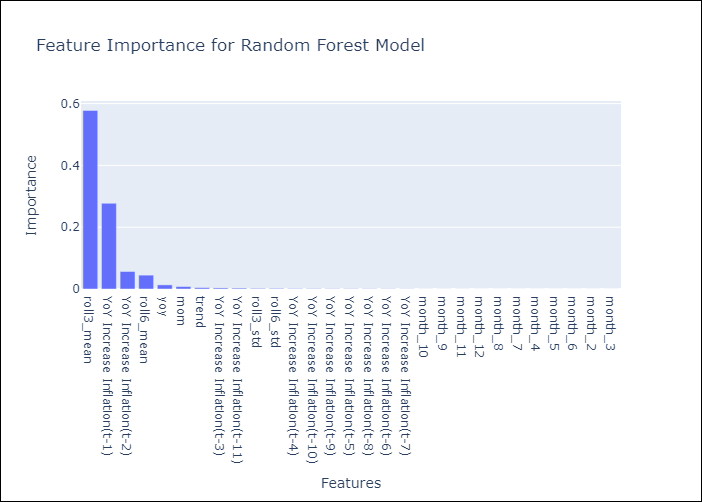 Feature Importance for Random Forest Model
Importance
0.6
0.4
0.2
0
roll3_mean
YoY Increase Inflation(t-1)
YoY Increase Inflation(t-2)
roll6_mean
yoy
mom
trend
YoY Increase Inflation(t-3)
YoY Increase Inflation(t-11)
roll3_std
roll6_std
YoY Increase Inflation(t-4)
YoY Increase Inflation(t-10)
YoY Increase Inflation(t-9)
YoY Increase Inflation(t-5)
YoY Increase Inflation(t-8)
YoY Increase Inflation(t-6)
YoY Increase Inflation(t-7)
month_10
month_9
month_11
month_12
month_8
month_7
month_4
month_5
month_6
month_2
month_3
Features